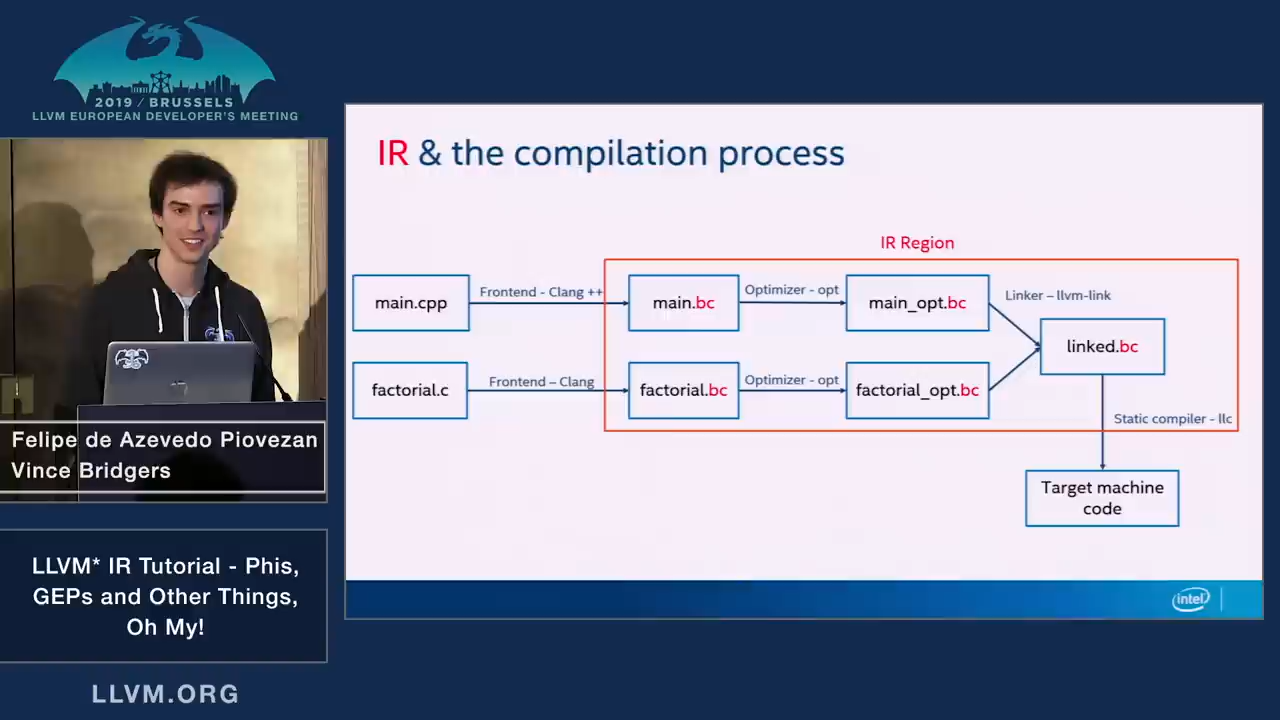 2019 / BRUSSELS
LLVM EUROPEAN DEVELOPER'S MEETING
Felipe de Azevedo Piovezan
Vince Bridgers
LLVM* IR Tutorial - Phis,
GEPs and Other Things,
Oh My!
LLVM.ORG
IR & the compilation process
IR Region
main.cpp
Frontend - Clang ++
main.bc
Optimizer - opt
main_opt.bc
Linker – llvm-link
linked.bc
factorial.c
Frontend – Clang
factorial.bc
Optimizer - opt
factorial_opt.bc
Static compiler - llc
Target machine
code
intel